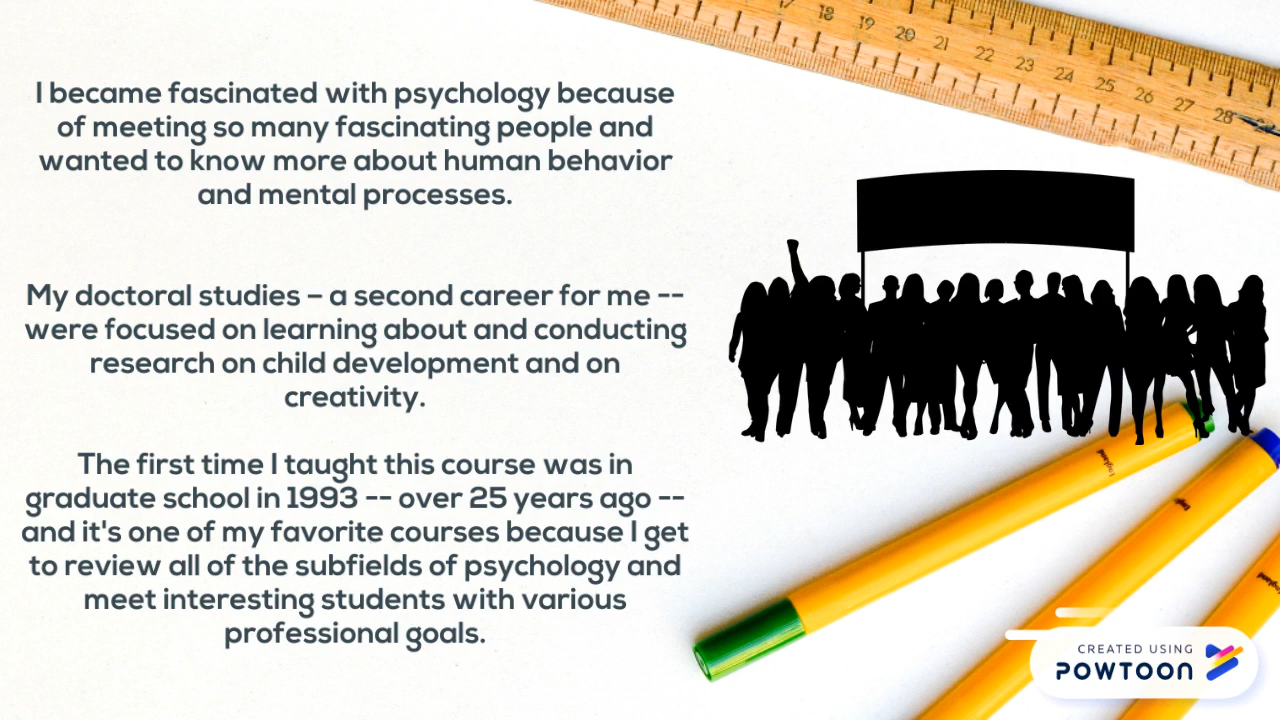 I became fascinated with psychology because
of meeting so many fascinating people and
wanted to know more about human behavior
and mental processes.
My doctoral studies – a second career for me --
were focused on learning about and conducting
research on child development and on
creativity.
The first time I taught this course was in
graduate school in 1993 -- over 25 years ago --
and it's one of my favorite courses because I get
to review all of the subfields of psychology and
meet interesting students with various
professional goals.
17 18 19 20 21 22 23 24 25 26 27 28
England
CREATED USING
POWTOON